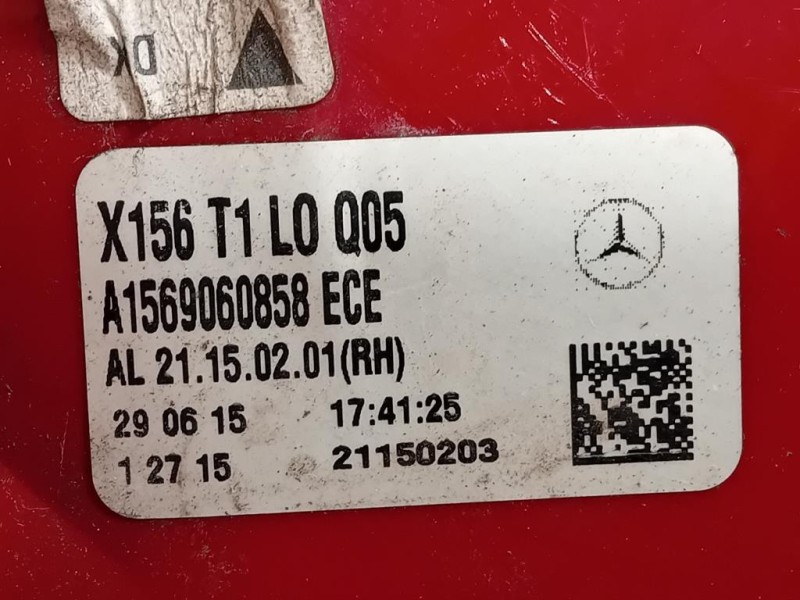 DK
X156 T1 LO Q05
A1569060858 ECE
AL 21.15.02.01(RH)
29 06 15 17:41:25
1 27 15 21150203